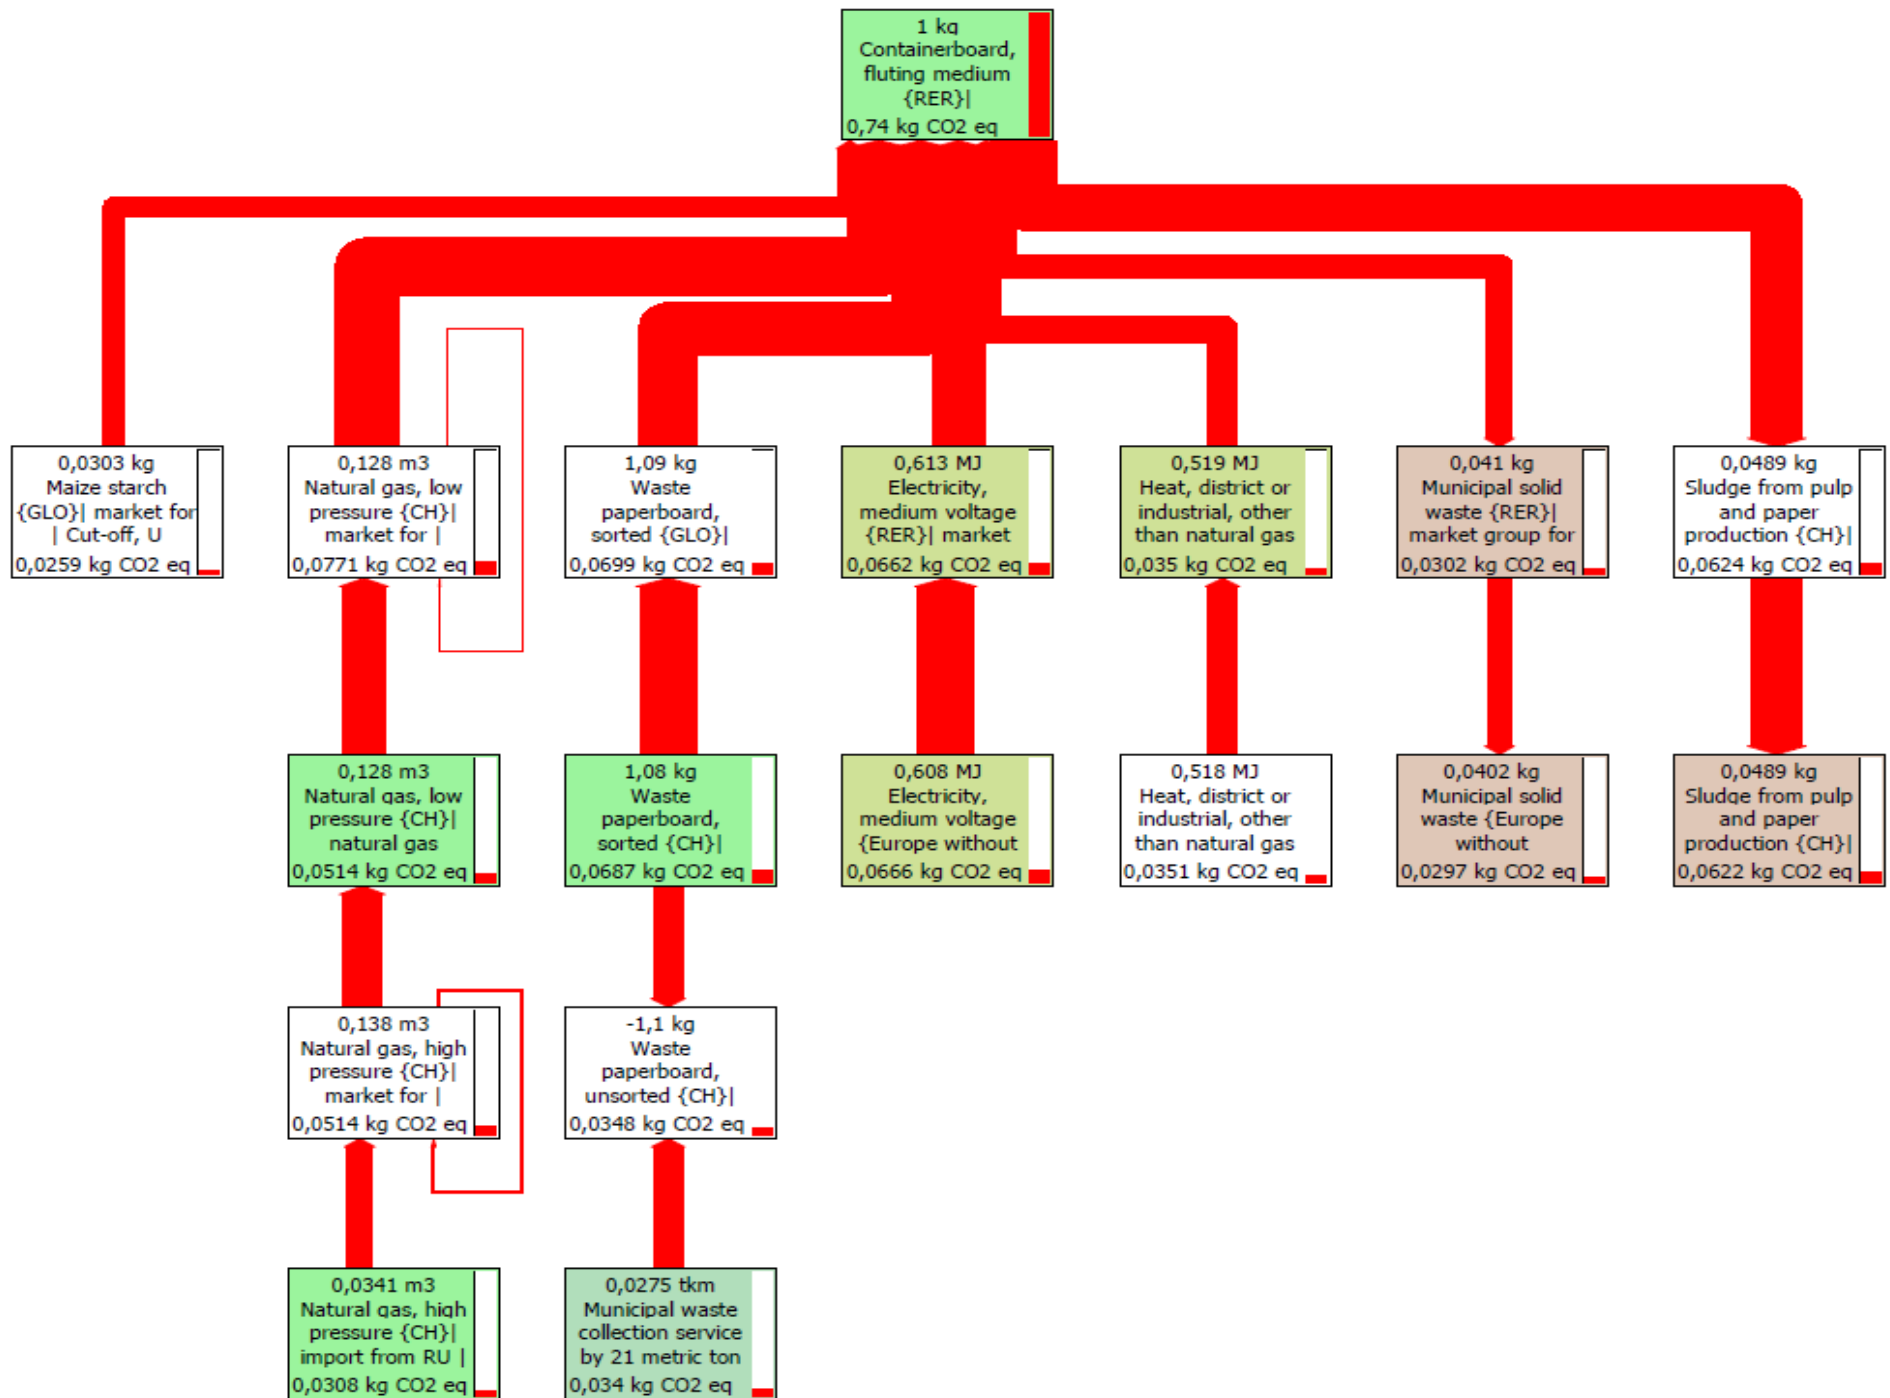 1 kg
Containerboard,
fluting medium
{RER}|
0,74 kg CO2 eq
0,0303 kg
Maize starch
{GLO}| market for
| Cut-off, U
0,0259 kg CO2 eq
0,128 m3
Natural gas, low
pressure {CH}|
market for |
0,0771 kg CO2 eq
1,09 kg
Waste
paperboard,
sorted {GLO}|
0,0699 kg CO2 eq
0,613 MJ
Electricity,
medium voltage
{RER}| market
0,0662 kg CO2 eq
0,519 MJ
Heat, district or
industrial, other
than natural gas
0,035 kg CO2 eq
0,041 kg
Municipal solid
waste {RER}|
market group for
0,0302 kg CO2 eq
0,0489 kg
Sludge from pulp
and paper
production {CH}|
0,0624 kg CO2 eq
0,128 m3
Natural gas, low
pressure {CH}|
natural gas
0,0514 kg CO2 eq
1,08 kg
Waste
paperboard,
sorted {CH}|
0,0687 kg CO2 eq
0,608 MJ
Electricity,
medium voltage
{Europe without
0,0666 kg CO2 eq
0,518 MJ
Heat, district or
industrial, other
than natural gas
0,0351 kg CO2 eq
0,0402 kg
Municipal solid
waste {Europe
without
0,0297 kg CO2 eq
0,0489 kg
Sludge from pulp
and paper
production {CH}|
0,0622 kg CO2 eq
0,138 m3
Natural gas, high
pressure {CH}|
market for |
0,0514 kg CO2 eq
-1,1 kg
Waste
paperboard,
unsorted {CH}|
0,0348 kg CO2 eq
0,0341 m3
Natural gas, high
pressure {CH}|
import from RU |
0,0308 kg CO2 eq
0,0275 tkm
Municipal waste
collection service
by 21 metric ton
0,034 kg CO2 eq